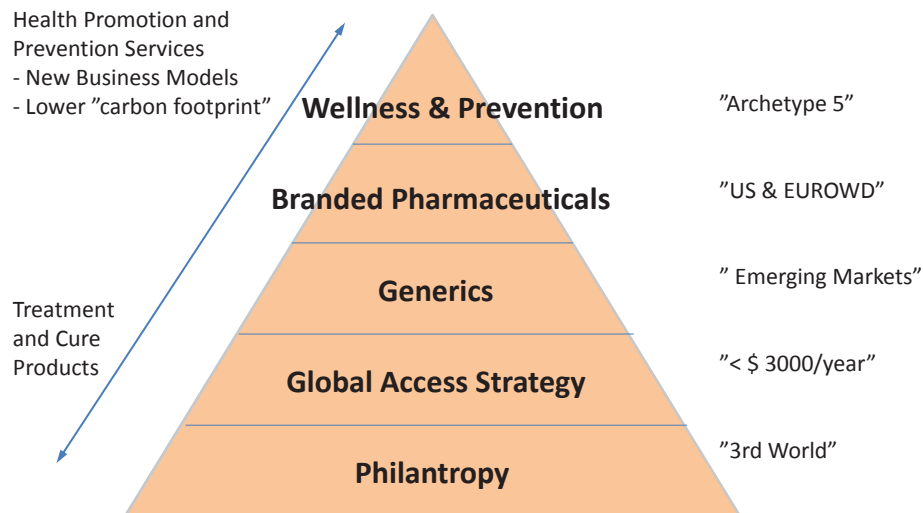 Health Promotion and
Prevention Services
- New Business Models
- Lower ”carbon footprint”
Wellness & Prevention
”Archetype 5”
Branded Pharmaceuticals
”US & EUROWD”
Generics
” Emerging Markets”
Treatment
and Cure
Products
Global Access Strategy
”< $ 3000/year”
Philantropy
”3rd World”